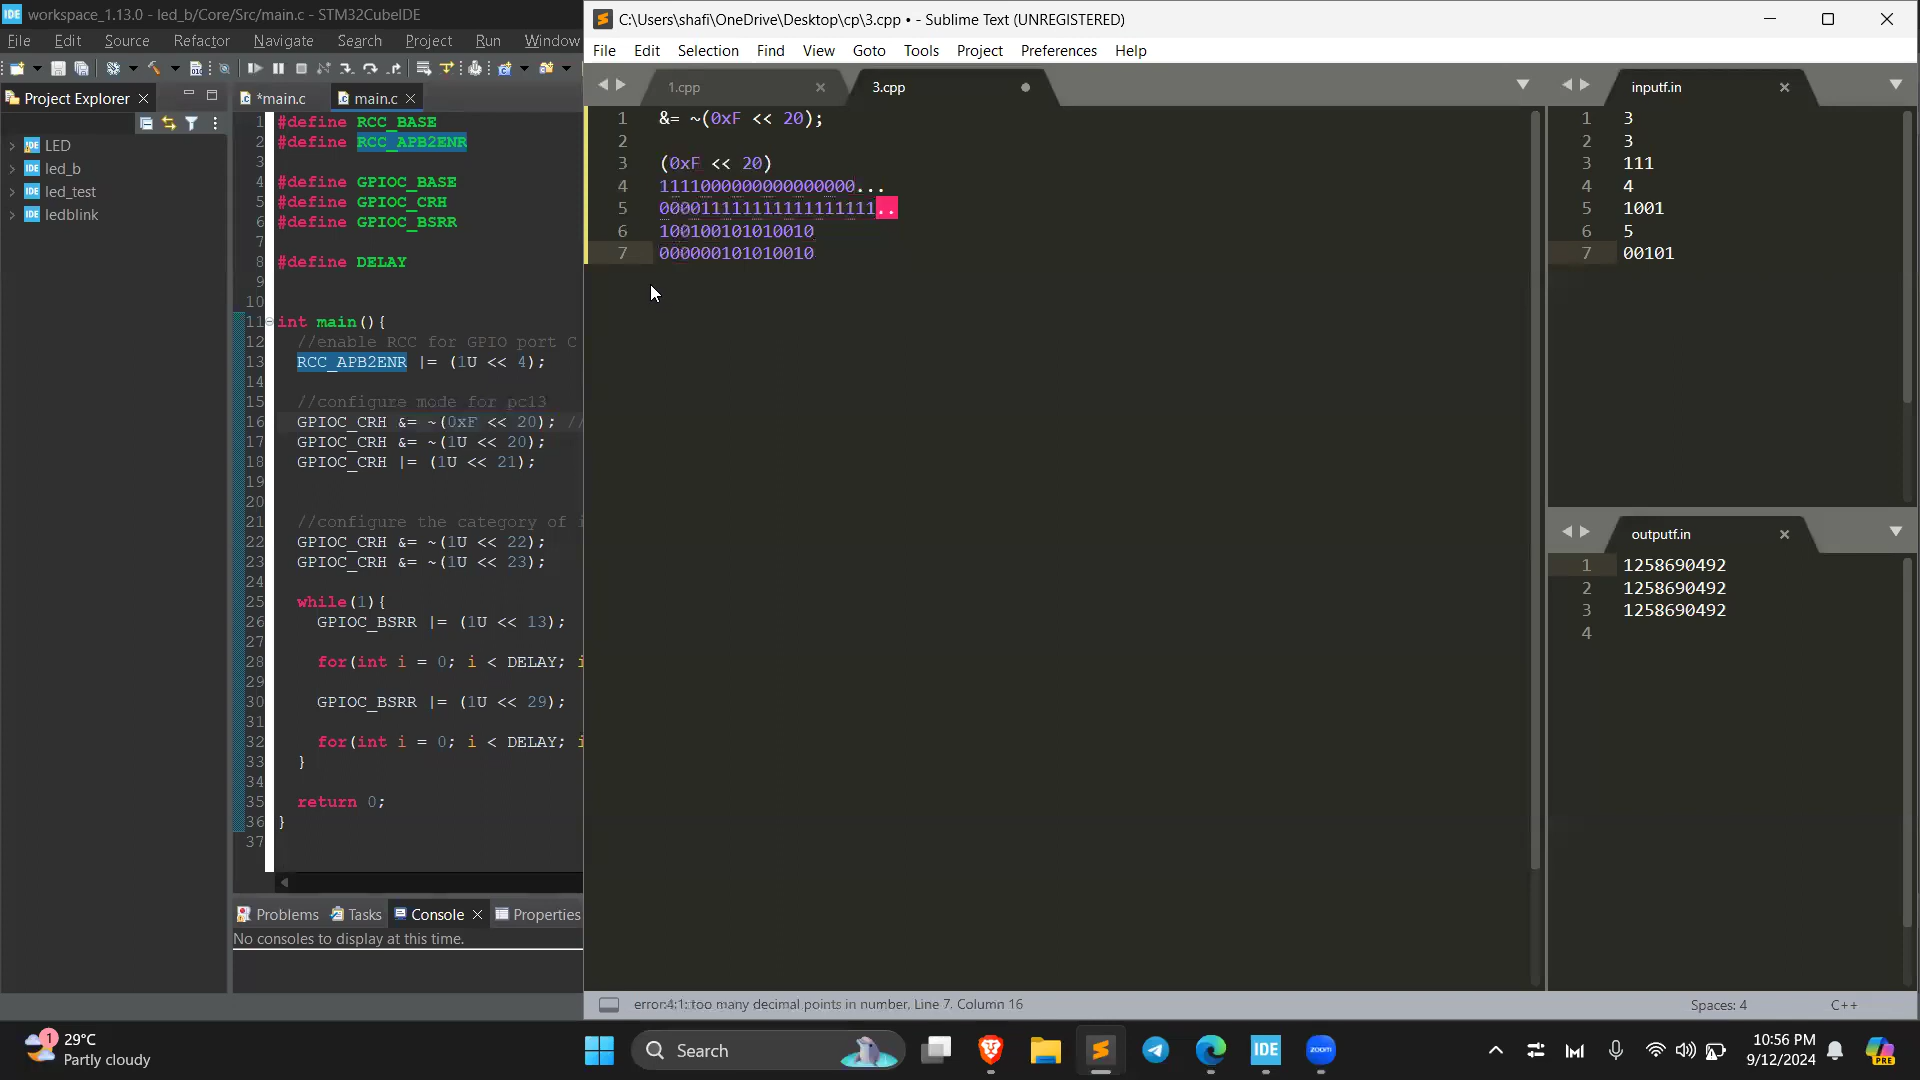 workspace_1.13.0 - led_b/Core/Src/main.c - STM32CubeIDE
File Edit Source Refactor Navigate Search Project Run Window
Project Explorer
LED
led_b
led_test
ledblink
*main.c
main.c
1 #define RCC_BASE
2 #define RCC_APB2ENR
3
4 #define GPIOC_BASE
5 #define GPIOC_CRH
6 #define GPIOC_BSRR
7
8 #define DELAY
9
10
11 int main(){
12 //enable RCC for GPIO port C
13 RCC_APB2ENR |= (1U << 4);
14
15 //configure mode for pc13
16 GPIOC_CRH &= ~(0xF << 20); //
17 GPIOC_CRH &= ~(1U << 20);
18 GPIOC_CRH |= (1U << 21);
19
20
21 //configure the category of i
22 GPIOC_CRH &= ~(1U << 22);
23 GPIOC_CRH &= ~(1U << 23);
24
25 while(1){
26 GPIOC_BSRR |= (1U << 13);
27
28 for(int i = 0; i < DELAY; i
29
30 GPIOC_BSRR |= (1U << 29);
31
32 for(int i = 0; i < DELAY; i
33 }
34
35 return 0;
36 }
37
Problems Tasks Console Properties
No consoles to display at this time.
C:\Users\shafi\OneDrive\Desktop\cp\3.cpp • - Sublime Text (UNREGISTERED)
File Edit Selection Find View Goto Tools Project Preferences Help
1.cpp
3.cpp
1 &= ~(0xF << 20);
2
3 (0xF << 20)
4 1111000000000000000...
5 000011111111111111111..
6 100100101010010
7 000000101010010
inputf.in
1 3
2 3
3 111
4 4
5 1001
6 5
7 00101
outputf.in
1 1258690492
2 1258690492
3 1258690492
4
error:4:1: too many decimal points in number, Line 7, Column 16
Spaces: 4
C++
1
29°C
Partly cloudy
Search
IDE
zoom
10:56 PM
9/12/2024
PRE